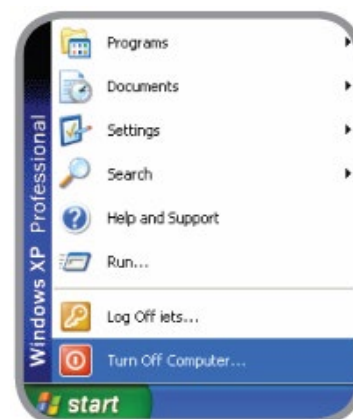 Programs
Documents
Settings
Search
Help and Support
Run...
Log Off iets...
Turn Off Computer...
Windows XP Professional
start